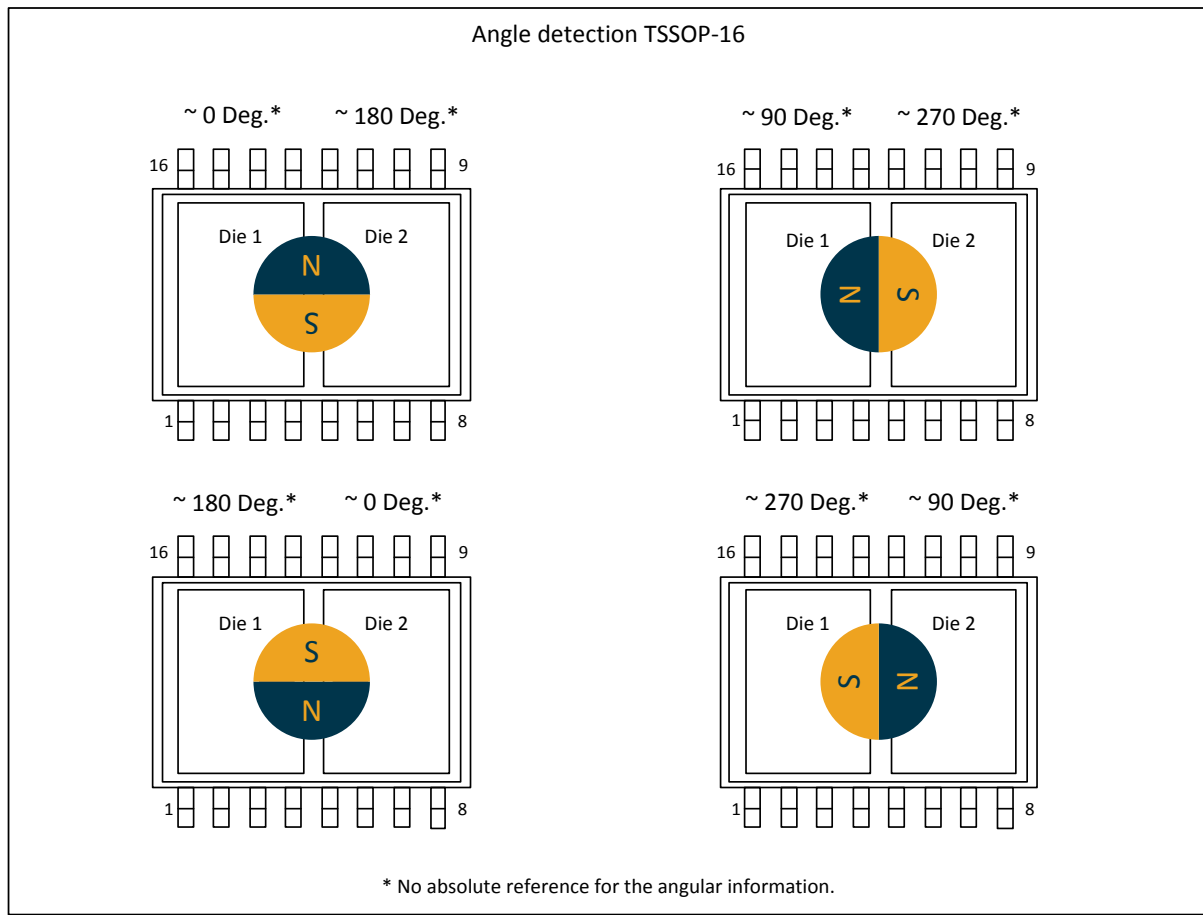 Angle detection TSSOP-16
~ 0 Deg.* ~ 180 Deg.*
16 9
Die 1 Die 2
N
S
1 8
~ 90 Deg.* ~ 270 Deg.*
16 9
Die 1 Die 2
N S
1 8
~ 180 Deg.* ~ 0 Deg.*
16 9
Die 1 Die 2
S
N
1 8
~ 270 Deg.* ~ 90 Deg.*
16 9
Die 1 Die 2
S N
1 8
* No absolute reference for the angular information.